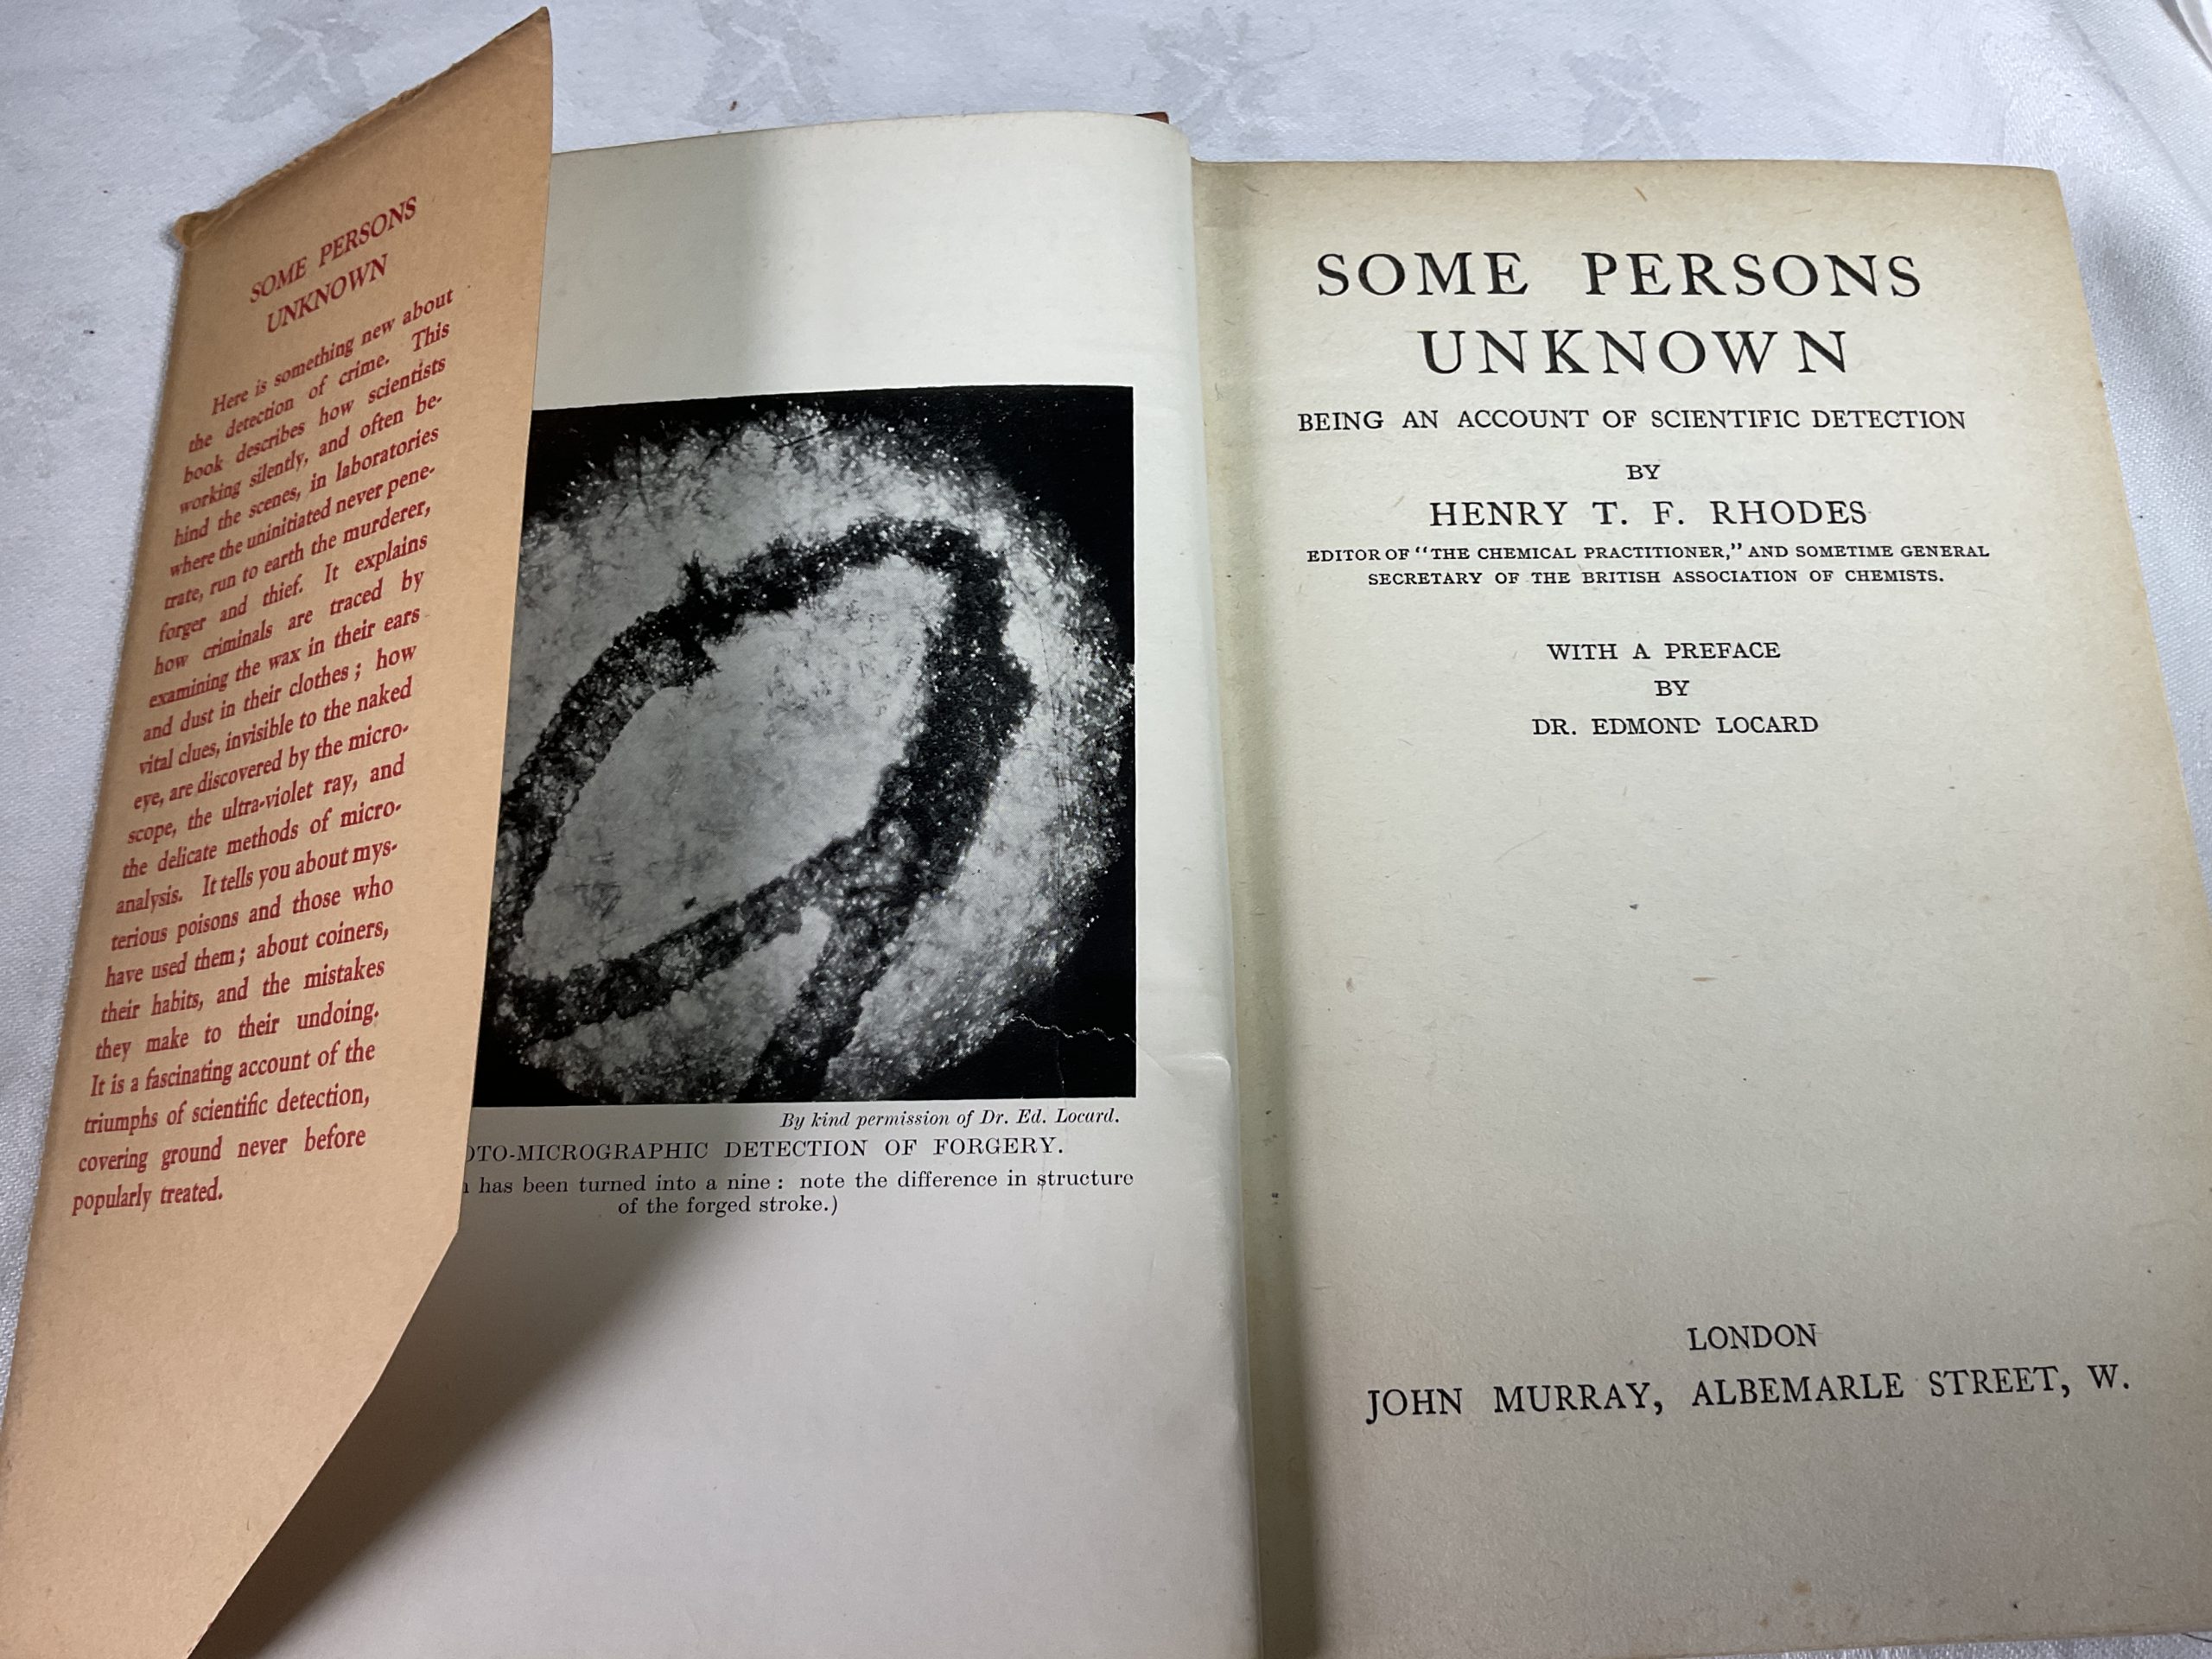 SOME PERSONS
UNKNOWN
Here is something new about
the detection of crime. This
book describes how scientists
working silently, and often be-
hind the scenes, in laboratories
where the uninitiated never pene-
trate, run to earth the murderer,
forger and thief. It explains
how criminals are traced by
examining the wax in their ears
and dust in their clothes; how
vital clues, invisible to the naked
eye, are discovered by the micro-
scope, the ultra-violet ray, and
the delicate methods of micro-
analysis. It tells you about mys-
terious poisons and those who
have used them; about coiners,
their habits, and the mistakes
they make to their undoing.
It is a fascinating account of the
triumphs of scientific detection,
covering ground never before
popularly treated.
By kind permission of Dr. Ed. Locard.
OTO-MICROGRAPHIC DETECTION OF FORGERY.
has been turned into a nine: note the difference in structure
of the forged stroke.)
SOME PERSONS
UNKNOWN
BEING AN ACCOUNT OF SCIENTIFIC DETECTION
BY
HENRY T. F. RHODES
EDITOR OF "THE CHEMICAL PRACTITIONER," AND SOMETIME GENERAL
SECRETARY OF THE BRITISH ASSOCIATION OF CHEMISTS.
WITH A PREFACE
BY
DR. EDMOND LOCARD
LONDON
JOHN MURRAY, ALBEMARLE STREET, W.